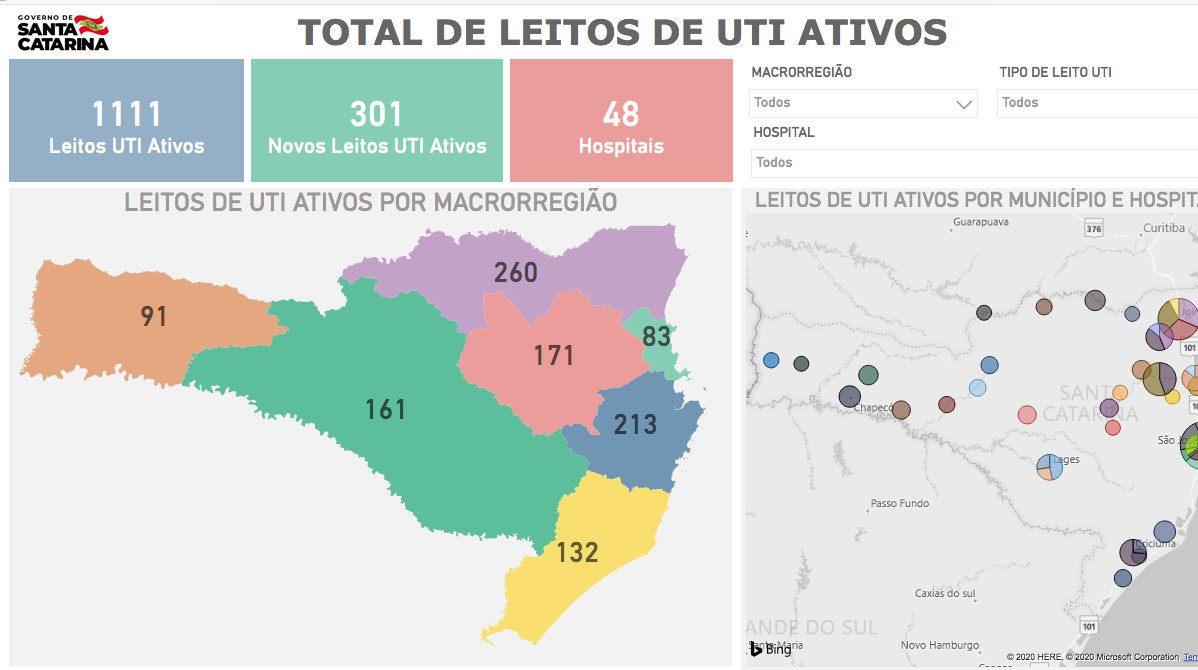 GOVERNO DE
SANTA
CATARINA
TOTAL DE LEITOS DE UTI ATIVOS
1111
Leitos UTI Ativos
301
Novos Leitos UTI Ativos
48
Hospitais
MACRORREGIÃO
Todos
TIPO DE LEITO UTI
Todos
HOSPITAL
Todos
LEITOS DE UTI ATIVOS POR MACRORREGIÃO
260
91
83
171
161
213
132
LEITOS DE UTI ATIVOS POR MUNICÍPIO E HOSPITA
Guarapuava
376
Curitiba
Join
101
Chapecó
SANTA
CATARINA
São Jo
Lages
Passo Fundo
Criciúma
Caxias do sul
101
ANDE DO SUL
Santa Maria
Novo Hamburgo
Bing
© 2020 HERE, © 2020 Microsoft Corporation
Canoas